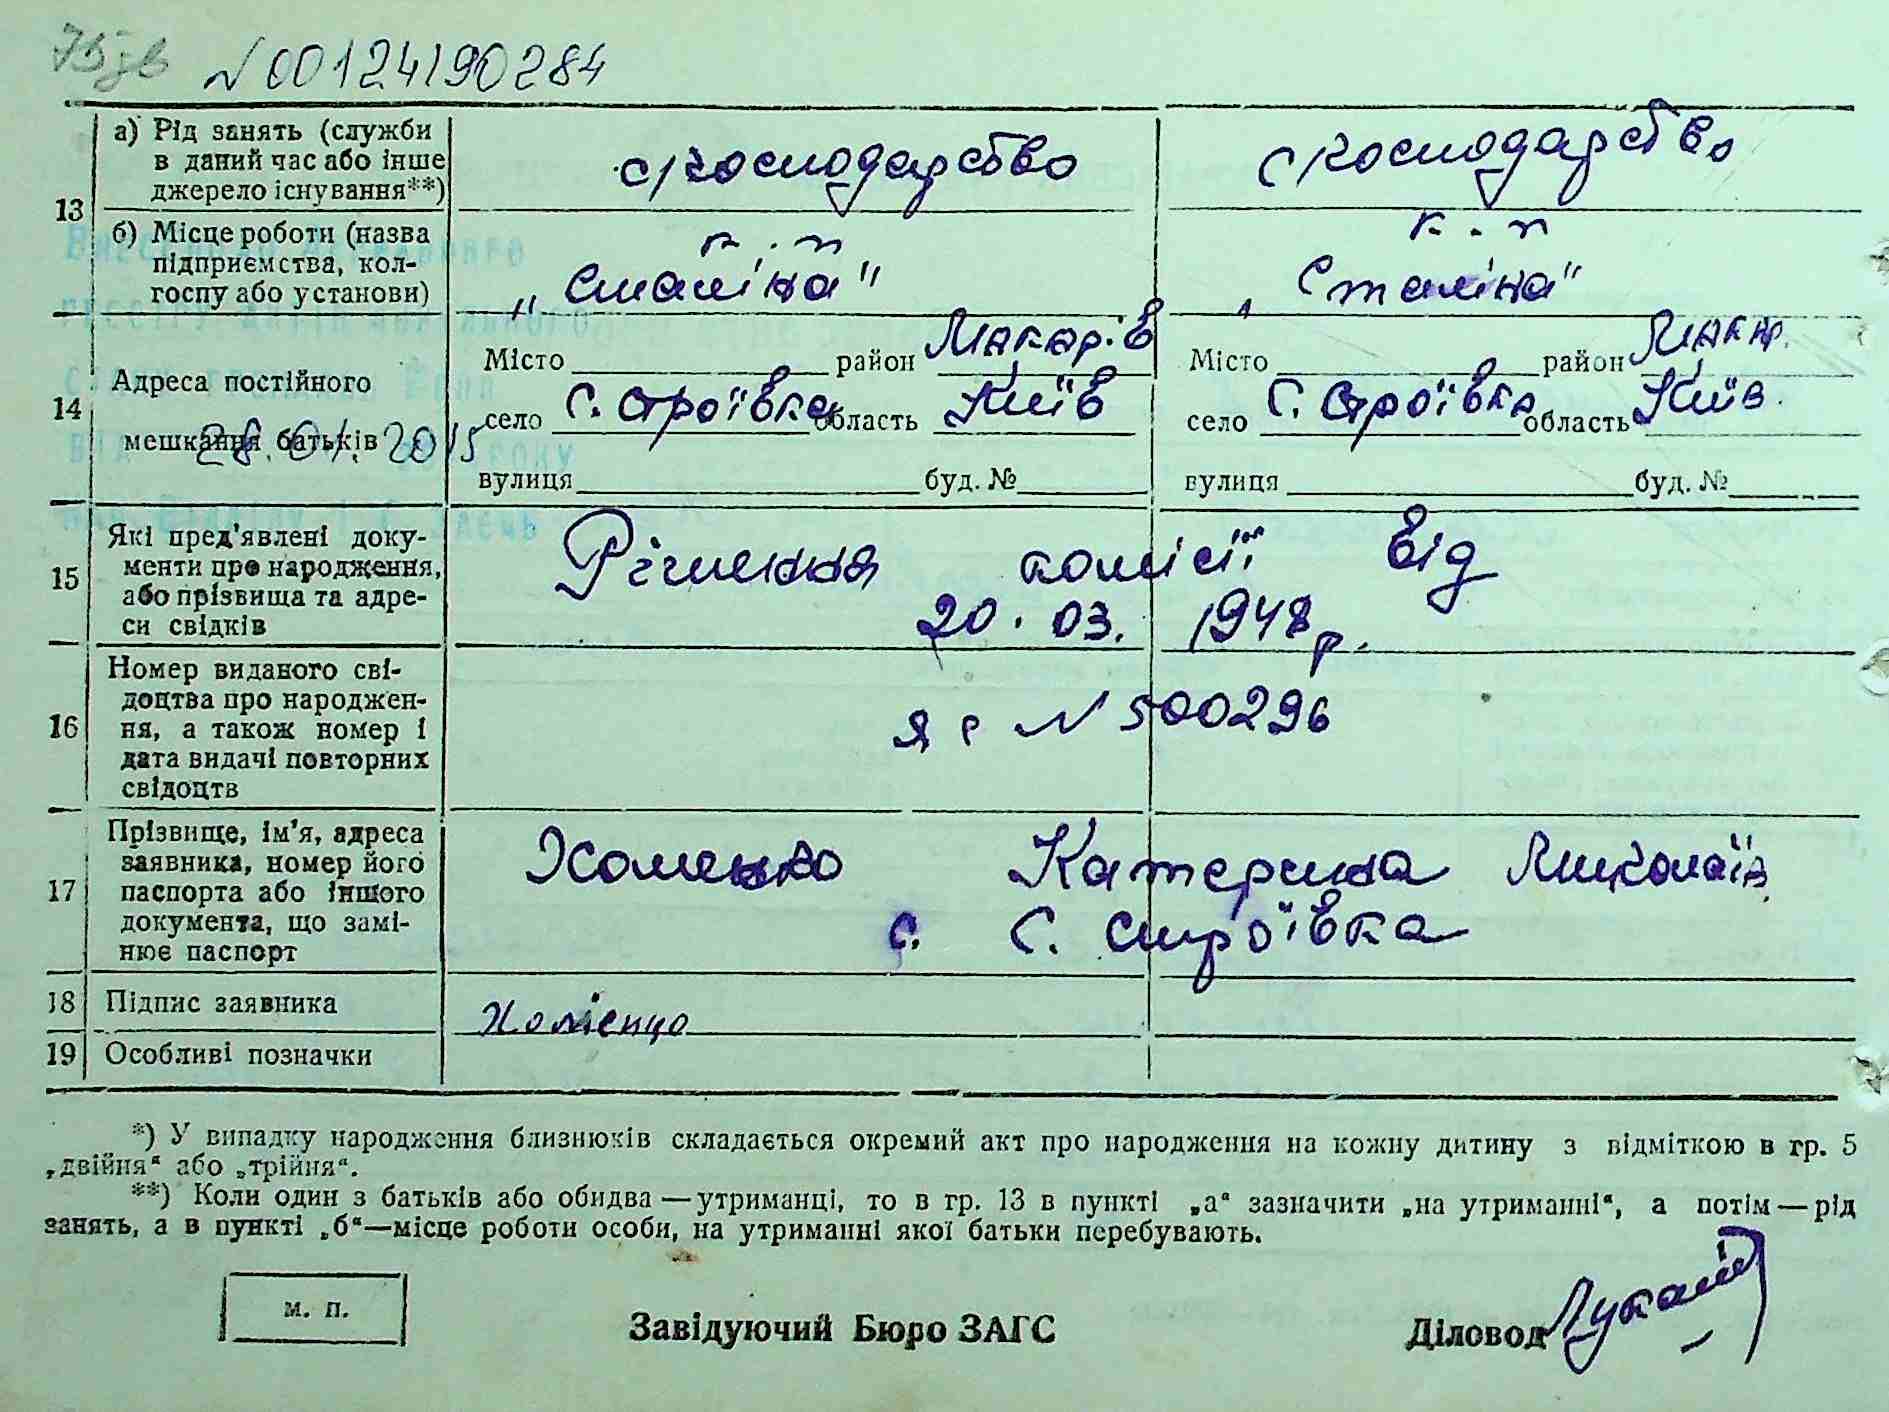 № 00124190284
13
а) Рід занять (служби в даний час або інше джерело існування**)
с/господарство
с/господарство
б) Місце роботи (назва підприємства, колгоспу або установи)
к-п „Сталіна"
к-п „Сталіна"
14
Адреса постійного мешкання батьків
28.01.2015
Місто район Макарів
село С. Строївка область Київ
вулиця буд. №
Місто район Макар.
село С. Строївка область Київ.
вулиця буд. №
15
Які пред'явлені документи про народження, або прізвища та адреси свідків
Рішення комісії від
20.03. 1948 р.
16
Номер виданого свідоцтва про народження, а також номер і дата видачі повторних свідоцтв
№ 500296
17
Прізвище, ім'я, адреса заявника, номер його паспорта або іншого документа, що замінює паспорт
Хоменко Катерина Миколаїв.
с. С. Строївка
18
Підпис заявника
19
Особливі позначки
*) У випадку народження близнюків складається окремий акт про народження на кожну дитину з відміткою в гр. 5
„двійня“ або „трійня“.
**) Коли один з батьків або обидва — утриманці, то в гр. 13 в пункті „а“ зазначити „на утриманні“, а потім — рід
занять, а в пункті „б“—місце роботи особи, на утриманні якої батьки перебувають.
м. п.
Завідуючий Бюро ЗАГС
Діловод